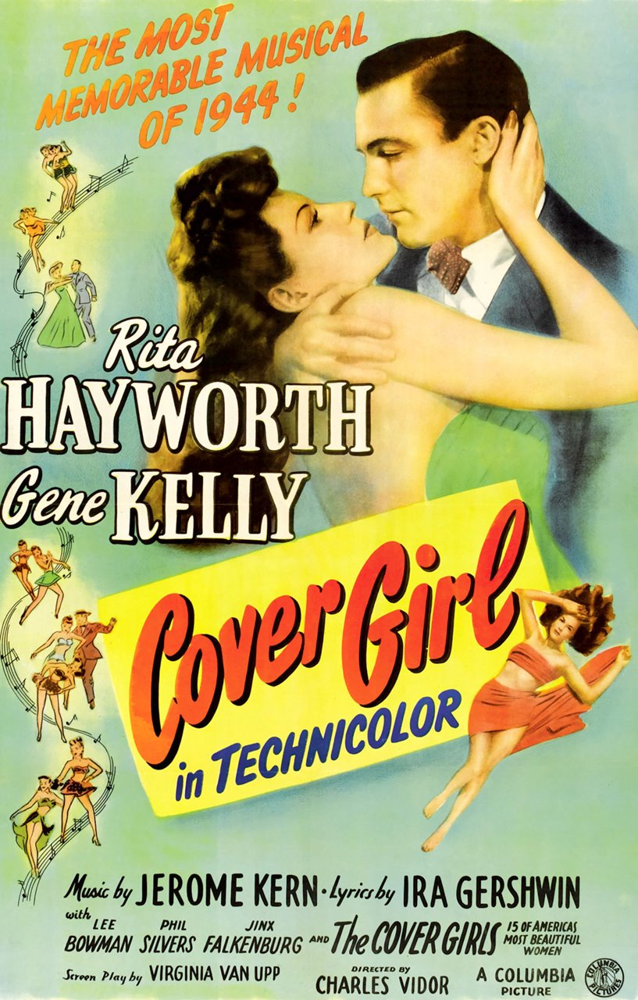 THE MOST
MEMORABLE MUSICAL
OF 1944!
Rita
HAYWORTH
Gene KELLY
Cover Girl
in TECHNICOLOR
Music by JEROME KERN · Lyrics by IRA GERSHWIN
with LEE BOWMAN PHIL SILVERS JINX FALKENBURG AND The COVER GIRLS 15 OF AMERICAS MOST BEAUTIFUL WOMEN
Screen Play by VIRGINIA VAN UPP DIRECTED BY CHARLES VIDOR A COLUMBIA PICTURE
COLUMBIA PICTURES